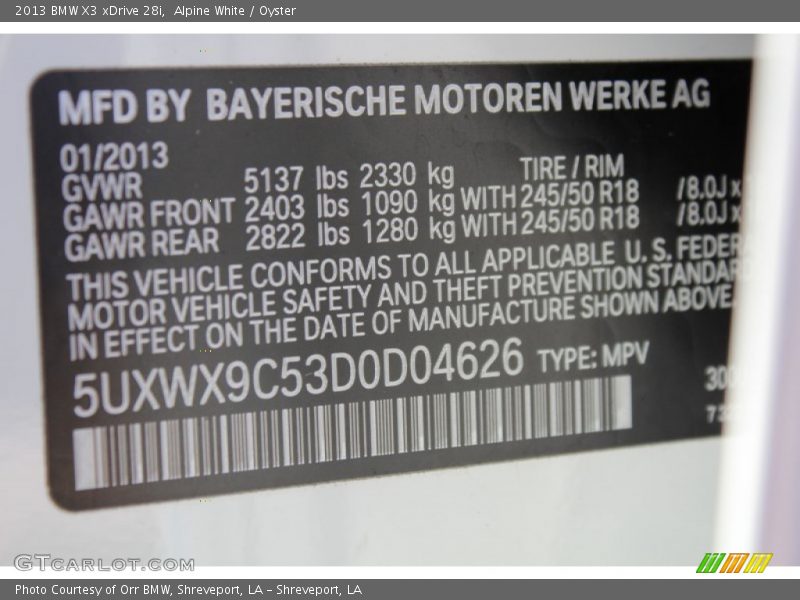 2013 BMW X3 xDrive 28i, Alpine White / Oyster
MFD BY BAYERISCHE MOTOREN WERKE AG
01/2013 TIRE / RIM
GVWR 5137 lbs 2330 kg
GAWR FRONT 2403 lbs 1090 kg WITH 245/50 R18 /8.0J x
GAWR REAR 2822 lbs 1280 kg WITH 245/50 R18 /8.0J x
THIS VEHICLE CONFORMS TO ALL APPLICABLE U. S. FEDERA
MOTOR VEHICLE SAFETY AND THEFT PREVENTION STANDAR
IN EFFECT ON THE DATE OF MANUFACTURE SHOWN ABOVE.
5UXWX9C53D0D04626 TYPE: MPV
300
GTCARLOT.COM
Photo Courtesy of Orr BMW, Shreveport, LA – Shreveport, LA